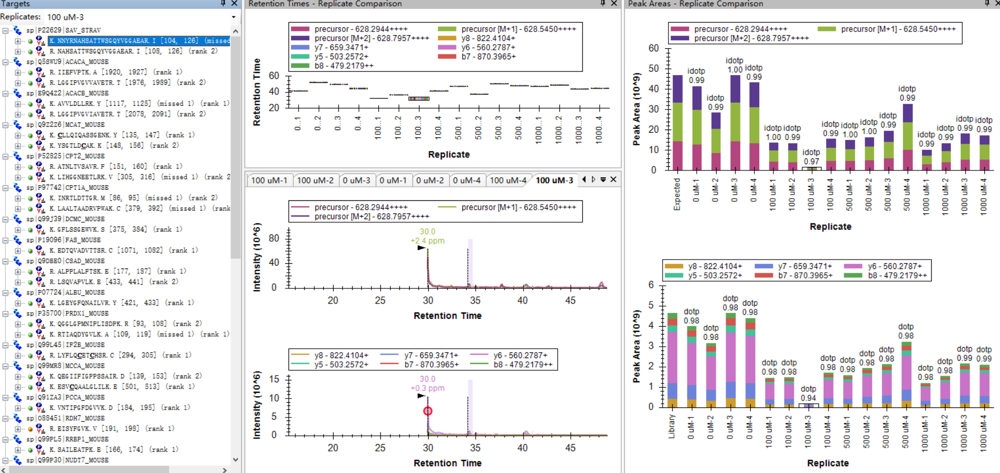 Targets
Replicates: 100 uM-3
sp|P22629|SAV_STRAV
K.NNYRNAHSATTWSGQYVGGAEAR.I [104, 126] (missed
R.NAHSATTWSGQYVGGAEAR.I [108, 126] (rank 2)
sp|Q5SWU9|ACACA_MOUSE
R.IIEFVPTK.A [1920, 1927] (rank 1)
R.LGGIPVGVVAVETR.T [1976, 1989] (rank 2)
sp|E9Q4Z2|ACACB_MOUSE
K.AVVLDLLRK.Y [1117, 1125] (missed 1) (rank 1)
R.LGGIPVGVIAVETR.T [2078, 2091] (rank 2)
sp|Q9Z2Z6|MCAT_MOUSE
K.CLLQIQASSGENK.Y [135, 147] (rank 1)
K.YSGTLDCAK.K [148, 156] (rank 2)
sp|P52825|CPT2_MOUSE
R.ATNLTVSAVR.F [151, 160] (rank 1)
K.LIHGGNEETLRK.V [305, 316] (missed 1) (rank 2
sp|P97742|CPT1A_MOUSE
K.INRTLDTTGR.M [86, 95] (missed 1) (rank 2)
K.LAALTAADRVPWAK.C [379, 392] (missed 1) (rank
sp|Q99J39|DCMC_MOUSE
K.GFLSSGEWVK.S [375, 384] (rank 1)
sp|P19096|FAS_MOUSE
K.EDTQVADVTTSR.C [1071, 1082] (rank 1)
sp|Q9DBE0|CSAD_MOUSE
R.ALPPLALFTSK.E [177, 187] (rank 1)
R.LSQVAPVLK.E [433, 441] (rank 2)
sp|P07724|ALBU_MOUSE
K.LGEYGFQNAILVR.Y [421, 433] (rank 1)
sp|P35700|PRDX1_MOUSE
K.QGGLGPMNIPLISDPK.R [93, 108] (rank 2)
K.RTIAQDYGVLK.A [109, 119] (missed 1) (rank 1)
sp|Q99L45|IF2B_MOUSE
R.LYFLQCETCHSR.C [294, 305] (rank 1)
sp|Q99MR8|MCCA_MOUSE
K.QEGIIFIGPPSSAIR.D [139, 153] (rank 2)
K.ESVCQAALGLILK.E [501, 513] (rank 1)
sp|Q91ZA3|PCCA_MOUSE
K.VNTIPGFDGVVK.D [184, 195] (rank 1)
sp|O88451|RDH7_MOUSE
R.EISYFGVK.V [191, 198] (rank 1)
sp|Q99PL5|RRBP1_MOUSE
K.SAILEATPK.E [166, 174] (rank 1)
sp|Q99P30|NUDT7_MOUSE
Retention Times - Replicate Comparison
precursor - 628.2944++++ precursor [M+1] - 628.5450++++
precursor [M+2] - 628.7957++++ y8 - 822.4104+
y7 - 659.3471+ y6 - 560.2787+
y5 - 503.2572+ b7 - 870.3965+
b8 - 479.2179++
Retention Time
60
40
20
0...1 0...2 0...3 0...4 100...1 100...2 100...3 100...4 500...1 500...2 500...3 500...4 1000...1 1000...2 1000...3 1000...4
Replicate
100 uM-1 100 uM-2 0 uM-3 0 uM-1 0 uM-2 0 uM-4 100 uM-4 100 uM-3
precursor - 628.2944++++ precursor [M+1] - 628.5450++++
precursor [M+2] - 628.7957++++
Intensity (10^6)
80
40
0
30.0
+2.4 ppm
20 25 30 35 40 45
Retention Time
y8 - 822.4104+ y7 - 659.3471+ y6 - 560.2787+
y5 - 503.2572+ b7 - 870.3965+ b8 - 479.2179++
Intensity (10^6)
15
10
5
0
30.0
+0.3 ppm
20 25 30 35 40 45
Retention Time
Peak Areas - Replicate Comparison
precursor - 628.2944++++ precursor [M+1] - 628.5450++++
precursor [M+2] - 628.7957++++
Peak Area (10^9)
60
50
40
30
20
10
0
idotp 0.99
idotp 0.99
idotp 1.00
idotp 0.99
idotp 1.00
idotp 0.99
idotp 0.97
idotp 0.99
idotp 1.00
idotp 1.00
idotp 0.99
idotp 0.99
idotp 0.99
idotp 0.99
idotp 0.99
idotp 0.99
Expected 0 uM-1 0 uM-2 0 uM-3 0 uM-4 100 uM-1 100 uM-2 100 uM-3 100 uM-4 500 uM-1 500 uM-2 500 uM-3 500 uM-4 1000 uM-1 1000 uM-2 1000 uM-3 1000 uM-4
Replicate
y8 - 822.4104+ y7 - 659.3471+ y6 - 560.2787+
y5 - 503.2572+ b7 - 870.3965+ b8 - 479.2179++
Peak Area (10^9)
6
5
4
3
2
1
0
dotp 0.98
dotp 0.98
dotp 0.98
dotp 0.98
dotp 0.98
dotp 0.98
dotp 0.94
dotp 0.98
dotp 0.98
dotp 0.98
dotp 0.98
dotp 0.98
dotp 0.98
dotp 0.98
dotp 0.99
dotp 0.99
Library 0 uM-1 0 uM-2 0 uM-3 0 uM-4 100 uM-1 100 uM-2 100 uM-3 100 uM-4 500 uM-1 500 uM-2 500 uM-3 500 uM-4 1000 uM-1 1000 uM-2 1000 uM-3 1000 uM-4
Replicate